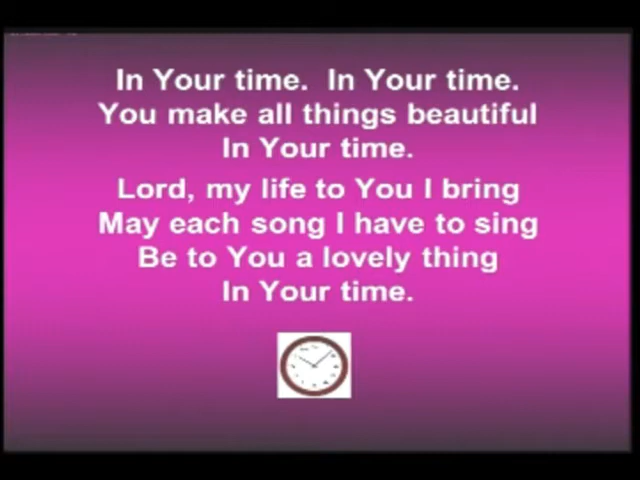 In Your time.  In Your time.
You make all things beautiful
In Your time.
Lord, my life to You I bring
May each song I have to sing
Be to You a lovely thing
In Your time.